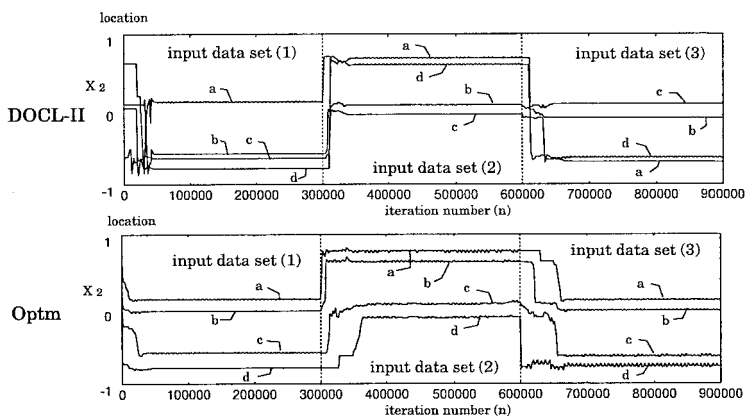 location
1
input data set (1)
a
input data set (3)
a
d
X 2
b
c
DOCL-II
0
c
b
b
c
d
a
d
input data set (2)
-1
0 100000 200000 300000 400000 500000 600000 700000 800000 900000
iteration number (n)
location
1
input data set (1)
input data set (3)
a
b
a
a
X 2
c
Optm
0
b
b
d
c
c
d
input data set (2)
d
-1
0 100000 200000 300000 400000 500000 600000 700000 800000 900000
iteration number (n)